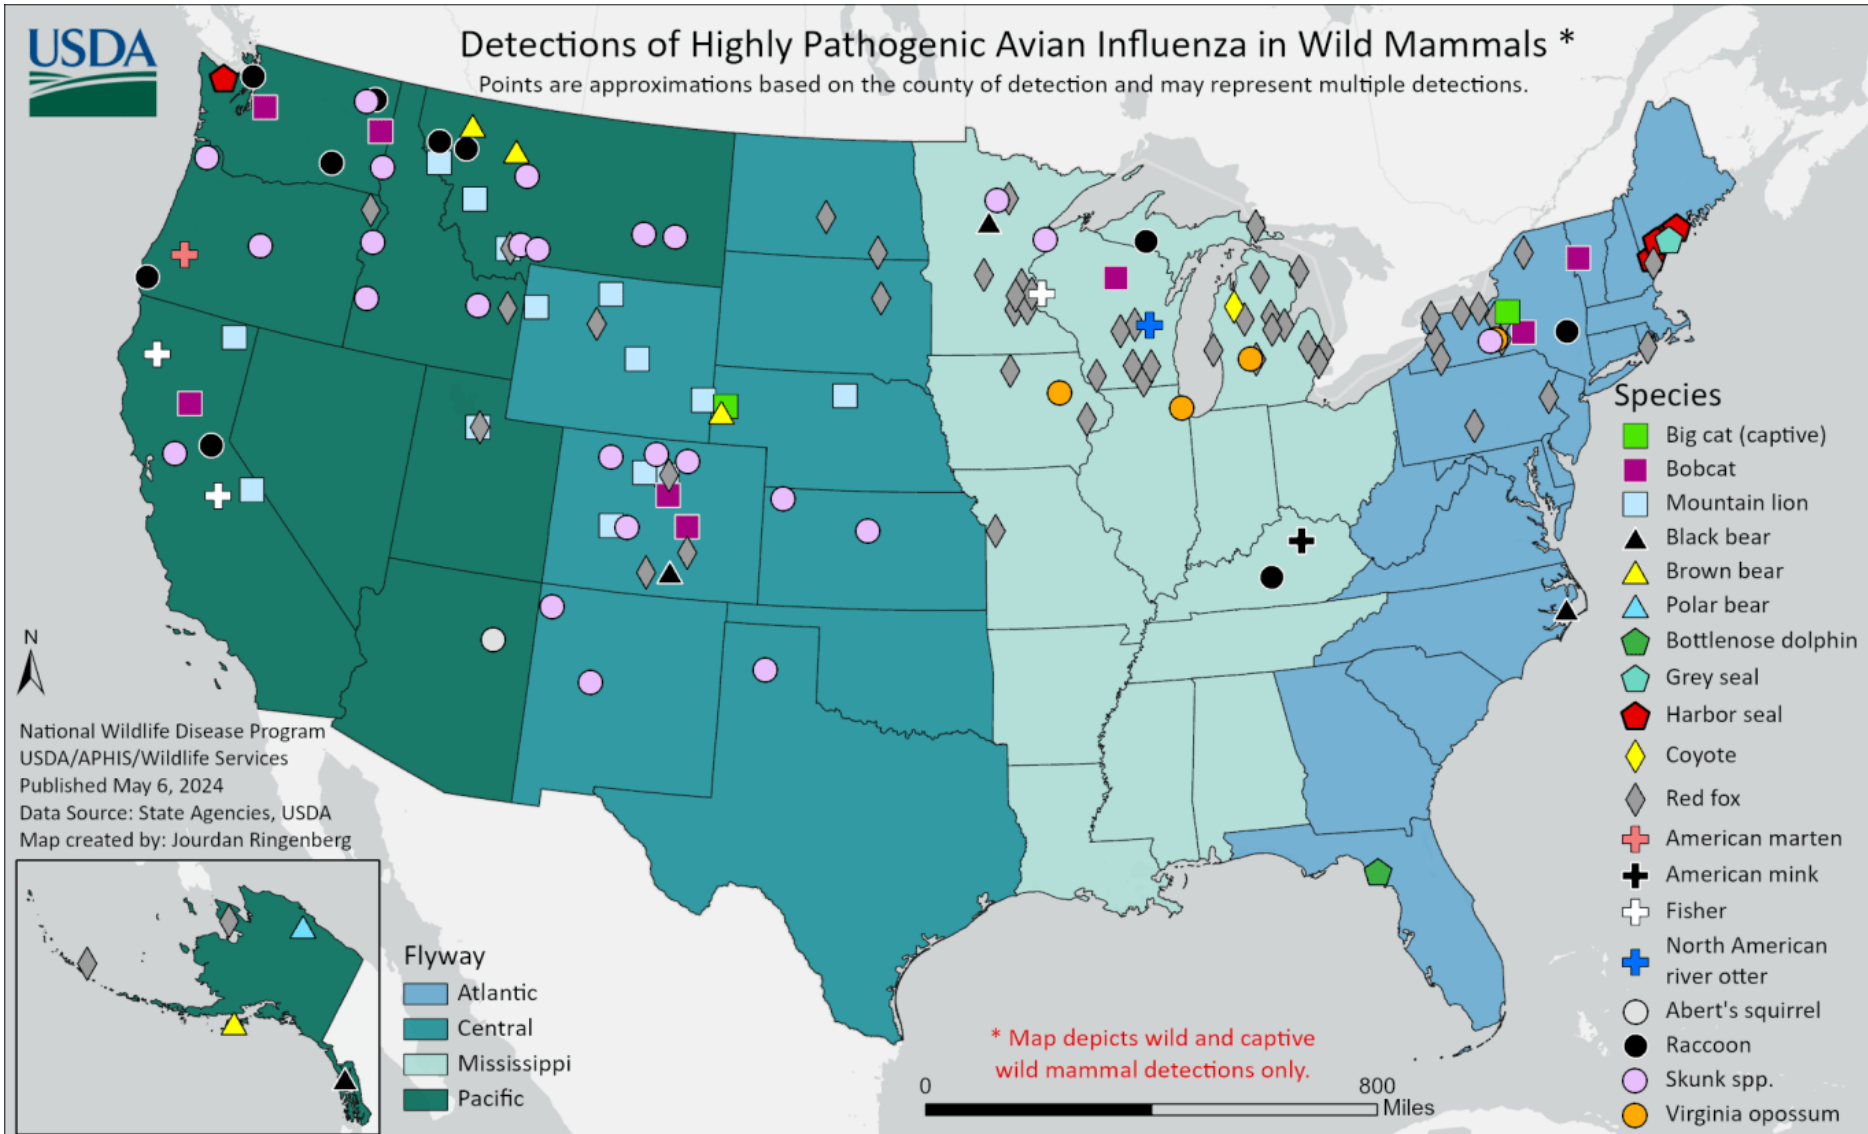 USDA
Detections of Highly Pathogenic Avian Influenza in Wild Mammals *
Points are approximations based on the county of detection and may represent multiple detections.
Species
Big cat (captive)
Bobcat
Mountain lion
Black bear
Brown bear
Polar bear
Bottlenose dolphin
Grey seal
Harbor seal
Coyote
Red fox
American marten
American mink
Fisher
North American
river otter
Abert's squirrel
Raccoon
Skunk spp.
Virginia opossum
N
National Wildlife Disease Program
USDA/APHIS/Wildlife Services
Published May 6, 2024
Data Source: State Agencies, USDA
Map created by: Jourdan Ringenberg
Flyway
Atlantic
Central
Mississippi
Pacific
* Map depicts wild and captive
wild mammal detections only.
0 800
Miles